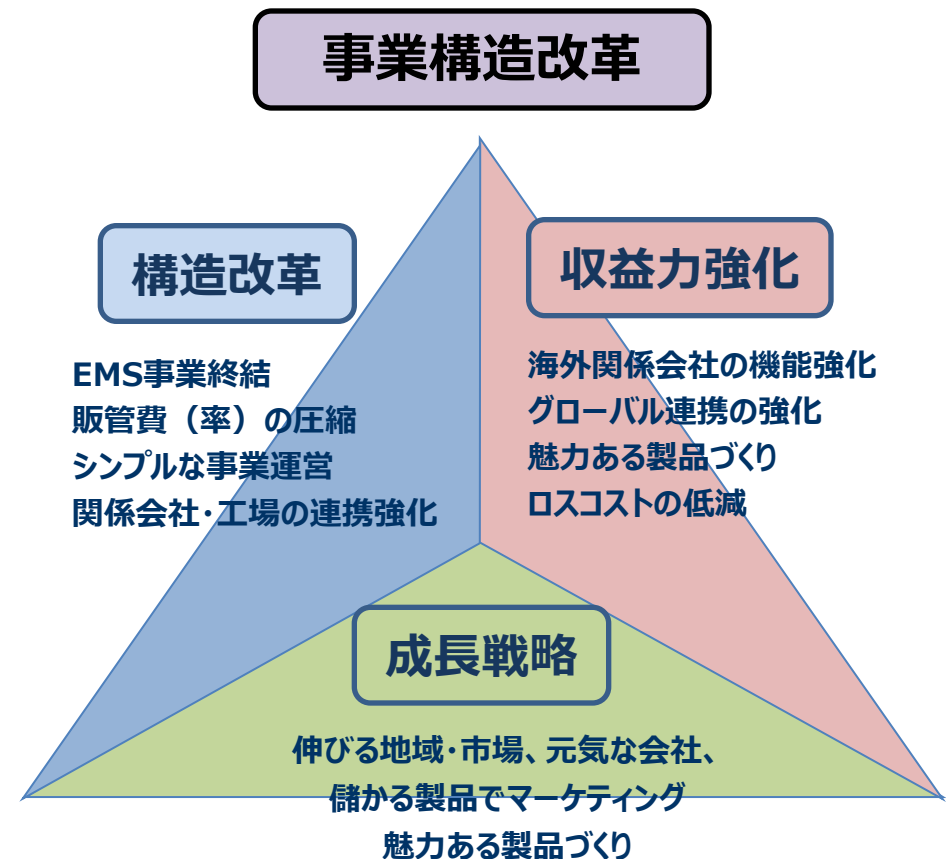 事業構造改革
構造改革
EMS事業終結
販管費（率）の圧縮
シンプルな事業運営
関係会社・工場の連携強化
収益力強化
海外関係会社の機能強化
グローバル連携の強化
魅力ある製品づくり
ロスコストの低減
成長戦略
伸びる地域・市場、元気な会社、
儲かる製品でマーケティング
魅力ある製品づくり